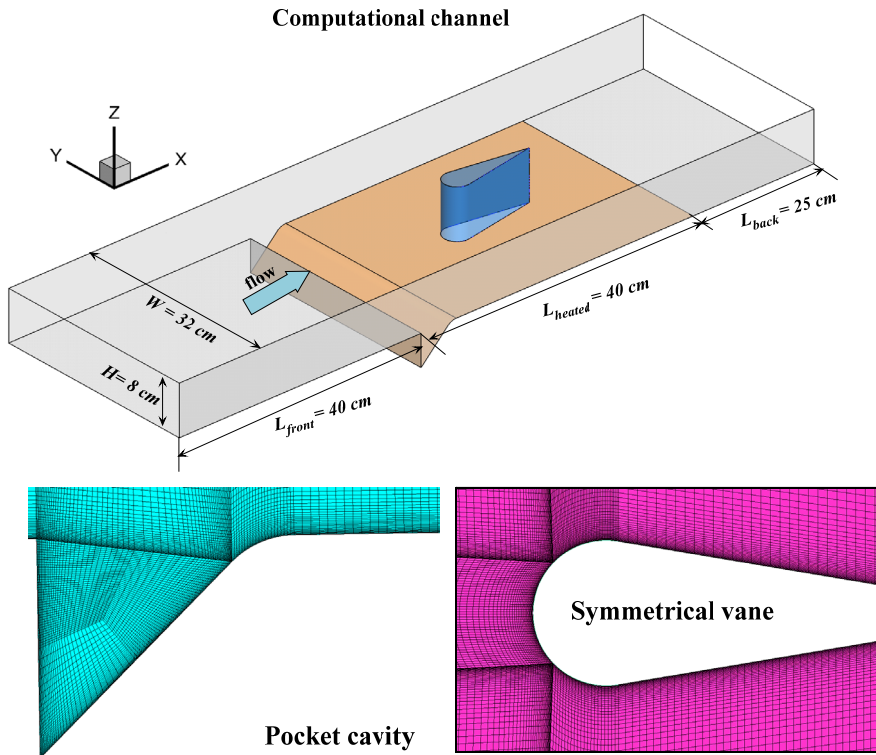 Computational channel
Z
Y
X
flow
W = 32 cm
H= 8 cm
L_front= 40 cm
L_heated= 40 cm
L_back= 25 cm
Symmetrical vane
Pocket cavity